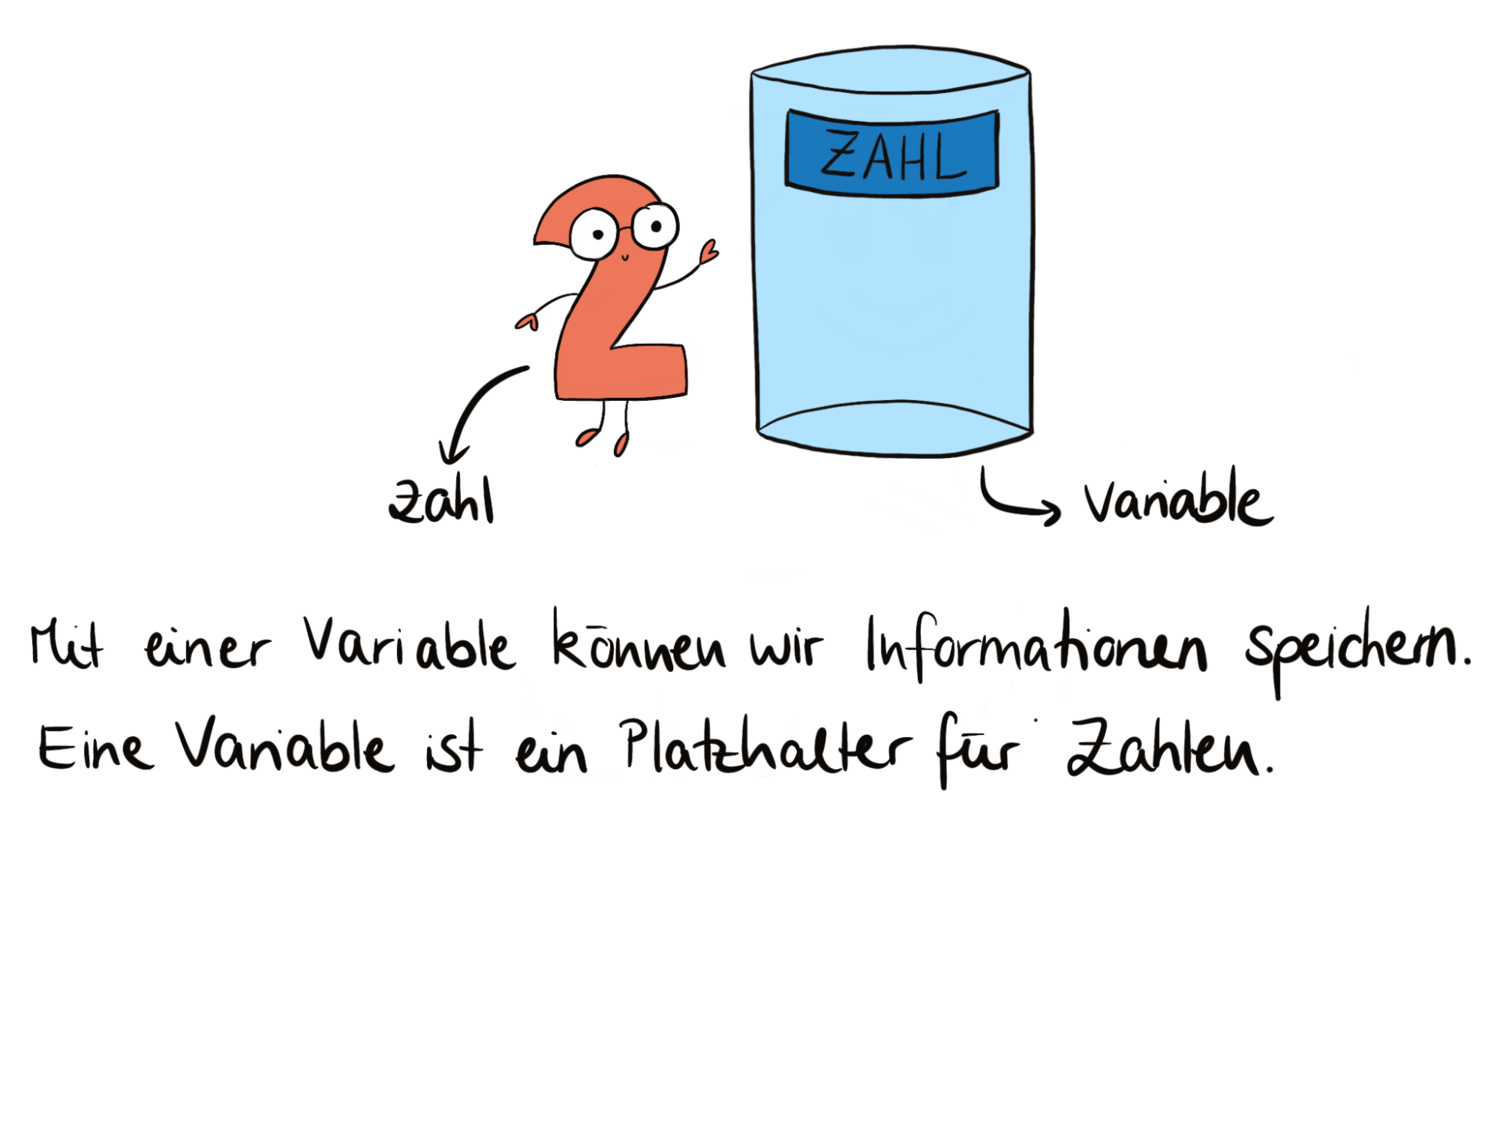 ZAHL
Zahl
Variable
Mit einer Variable können wir Informationen speichern.
Eine Variable ist ein Platzhalter für Zahlen.